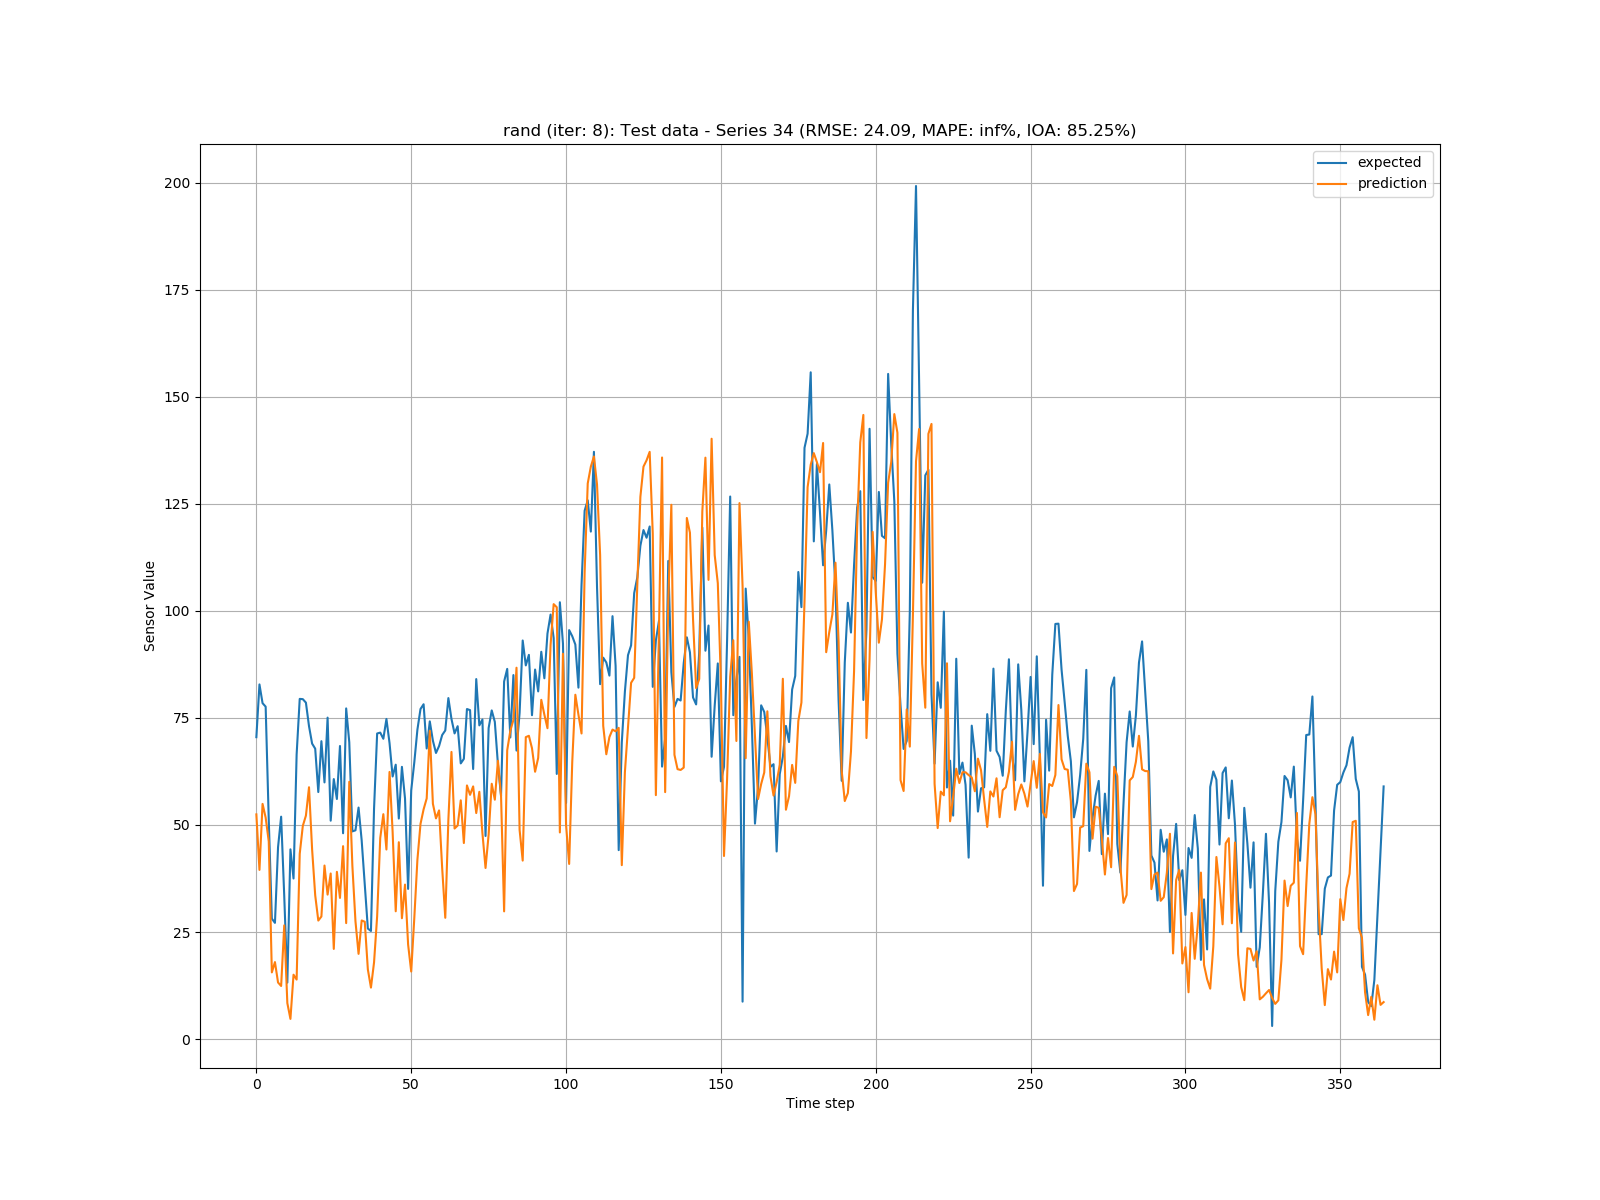 rand (iter: 8): Test data - Series 34 (RMSE: 24.09, MAPE: inf%, IOA: 85.25%)
expected
prediction
200
175
150
125
100
75
50
25
0
Sensor Value
0 50 100 150 200 250 300 350
Time step